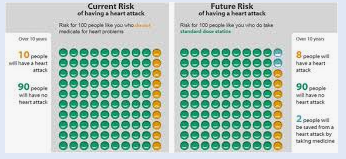 Current Risk
of having a heart attack
Risk for 100 people like you who
medicate for heart problems
Over 10 years
10 people
will have a heart
attack
90 people
will have no
heart attack
Future Risk
of having a heart attack
Risk for 100 people like you who do take
standard dose statins
Over 10 years
8 people
will have a heart
attack
90 people
will have no
heart attack
2 people will
be saved from a
heart attack by
taking medicine